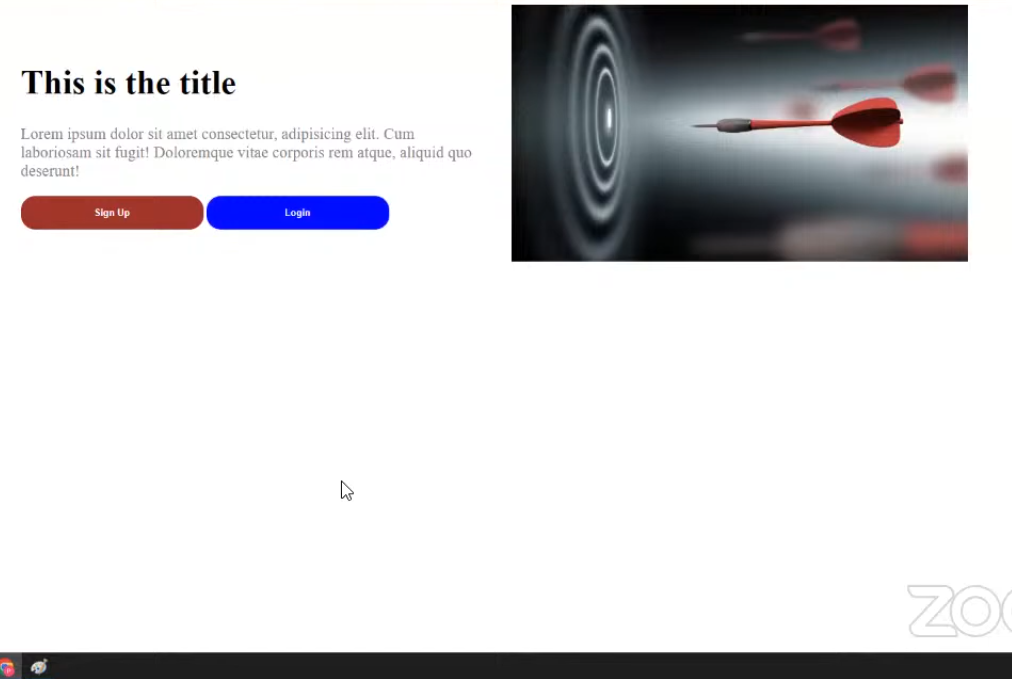 This is the title
Lorem ipsum dolor sit amet consectetur, adipisicing elit. Cum
laboriosam sit fugit! Doloremque vitae corporis rem atque, aliquid quo
deserunt!
Sign Up
Login
ZO